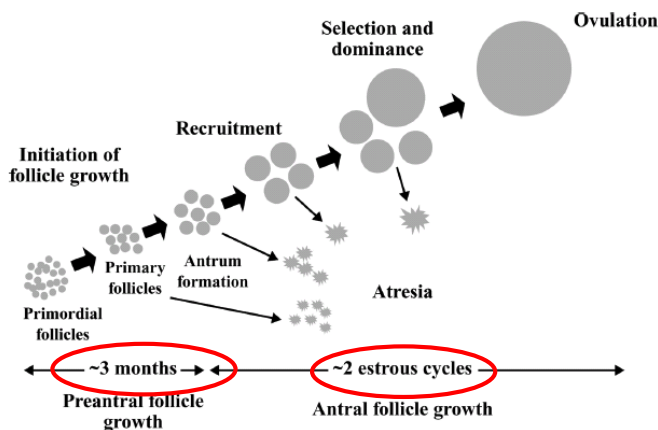 Ovulation
Selection and
dominance
Recruitment
Initiation of
follicle growth
Primary
follicles
Antrum
formation
Primordial
follicles
Atresia
~3 months
~2 estrous cycles
Preantral follicle
growth
Antral follicle growth